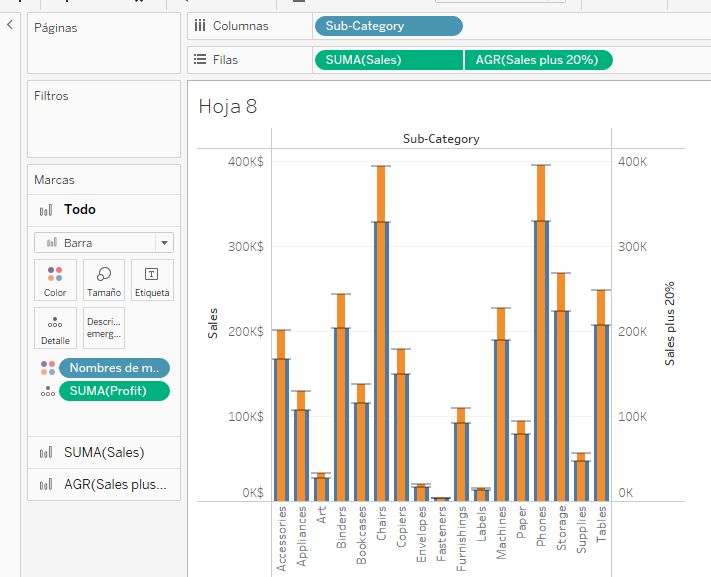 Páginas
Columnas
Sub-Category
Filas
SUMA(Sales)
AGR(Sales plus 20%)
Filtros
Marcas
Todo
Barra
Color
Tamaño
Etiqueta
Detalle
Descri...
emerg...
Nombres de m..
SUMA(Profit)
SUMA(Sales)
AGR(Sales plus...
Hoja 8
Sub-Category
400K$
300K$
200K$
100K$
0K$
Sales
400K
300K
200K
100K
0K
Sales plus 20%
Accessories
Appliances
Art
Binders
Bookcases
Chairs
Copiers
Envelopes
Fasteners
Furnishings
Labels
Machines
Paper
Phones
Storage
Supplies
Tables